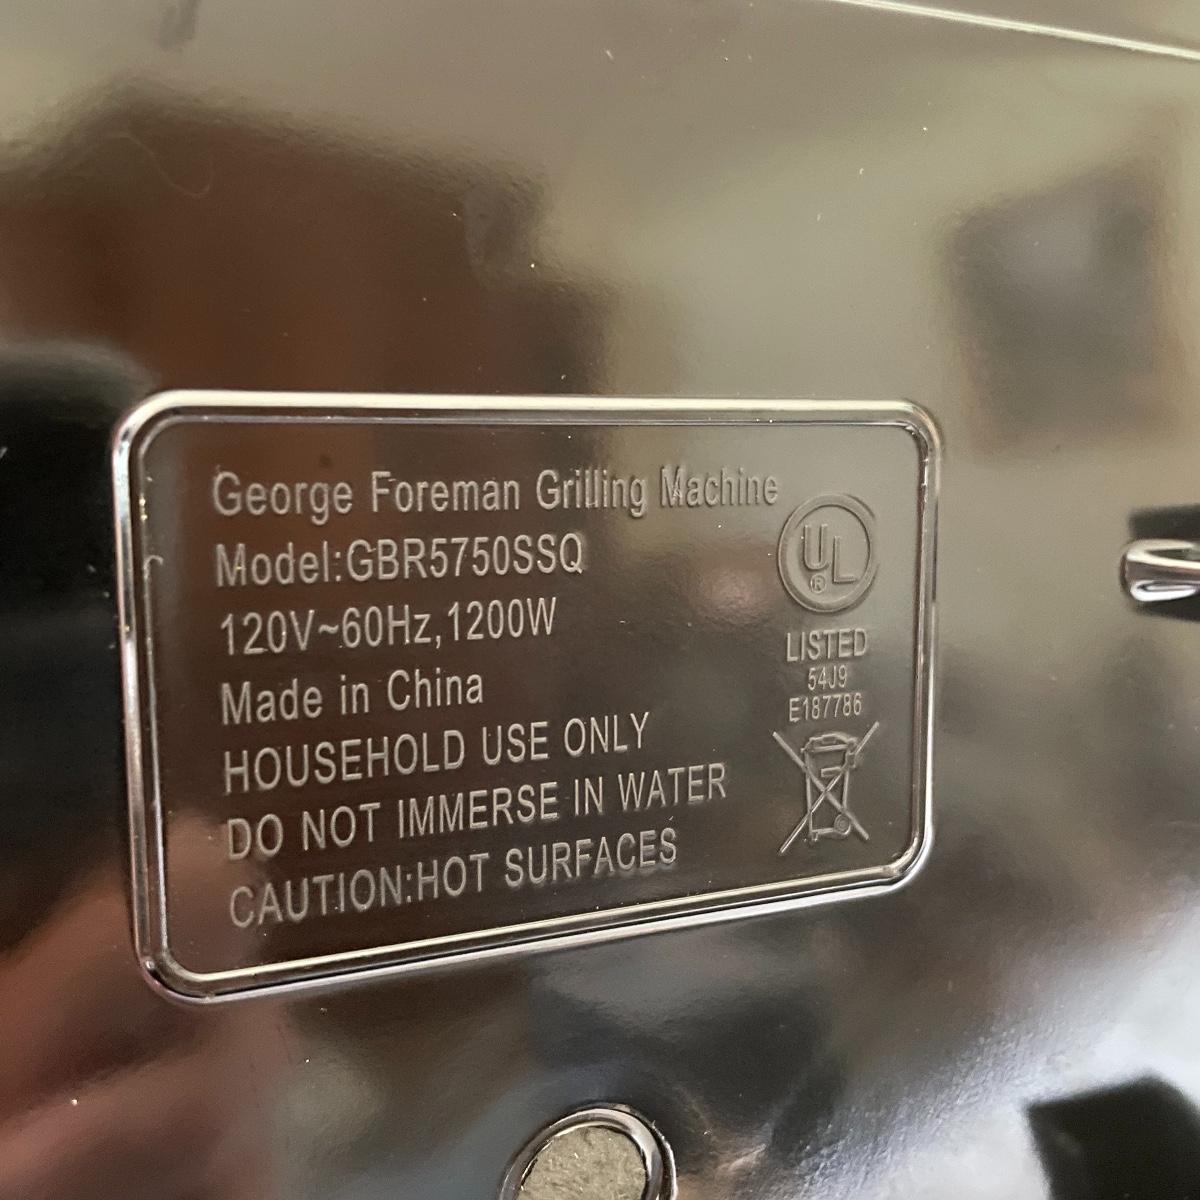 George Foreman Grilling Machine
Model:GBR5750SSQ
120V~60Hz,1200W
Made in China
HOUSEHOLD USE ONLY
DO NOT IMMERSE IN WATER
CAUTION:HOT SURFACES
UL
®
LISTED
54J9
E187786